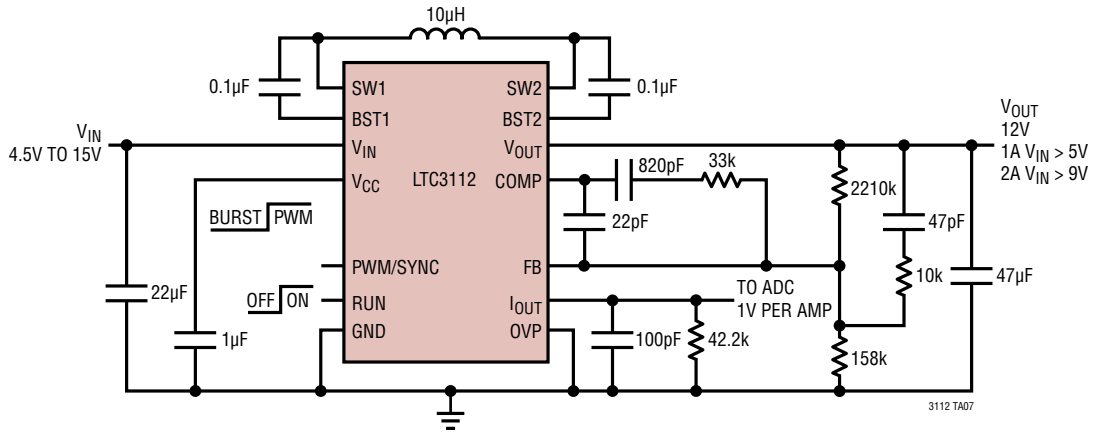 10µH
0.1µF
SW1
SW2
0.1µF
BST1
BST2
VIN
4.5V TO 15V
VIN
VOUT
VOUT
12V
1A VIN > 5V
2A VIN > 9V
VCC
LTC3112
COMP
820pF
33k
2210k
BURST PWM
22pF
47pF
PWM/SYNC
FB
10k
47µF
22µF
OFF ON
RUN
IOUT
TO ADC
1V PER AMP
1µF
GND
OVP
100pF
42.2k
158k
3112 TA07